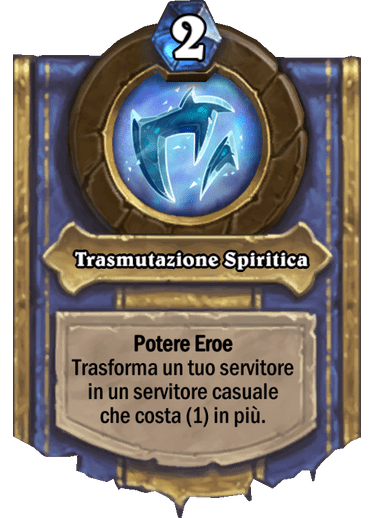 2
Trasmutazione Spiritica
Potere Eroe
Trasforma un tuo servitore
in un servitore casuale
che costa (1) in più.